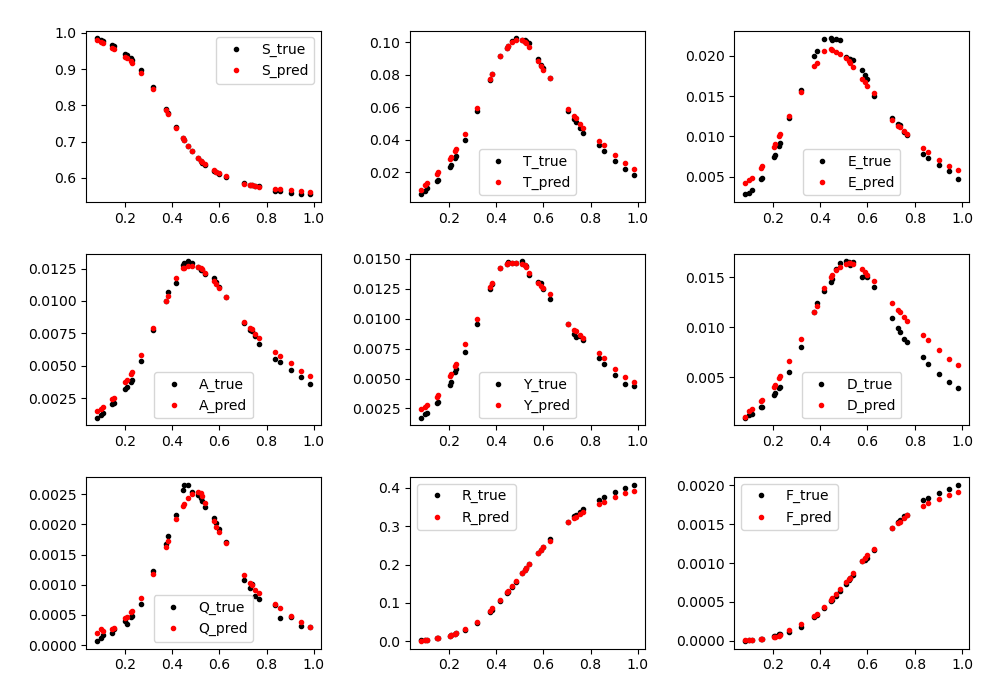 1.0
0.9
0.8
0.7
0.6
S_true
S_pred
0.2 0.4 0.6 0.8 1.0
0.10
0.08
0.06
0.04
0.02
T_true
T_pred
0.2 0.4 0.6 0.8 1.0
0.020
0.015
0.010
0.005
E_true
E_pred
0.2 0.4 0.6 0.8 1.0
0.0125
0.0100
0.0075
0.0050
0.0025
A_true
A_pred
0.2 0.4 0.6 0.8 1.0
0.0150
0.0125
0.0100
0.0075
0.0050
0.0025
Y_true
Y_pred
0.2 0.4 0.6 0.8 1.0
0.015
0.010
0.005
D_true
D_pred
0.2 0.4 0.6 0.8 1.0
0.0025
0.0020
0.0015
0.0010
0.0005
0.0000
Q_true
Q_pred
0.2 0.4 0.6 0.8 1.0
0.4
0.3
0.2
0.1
0.0
R_true
R_pred
0.2 0.4 0.6 0.8 1.0
0.0020
0.0015
0.0010
0.0005
0.0000
F_true
F_pred
0.2 0.4 0.6 0.8 1.0